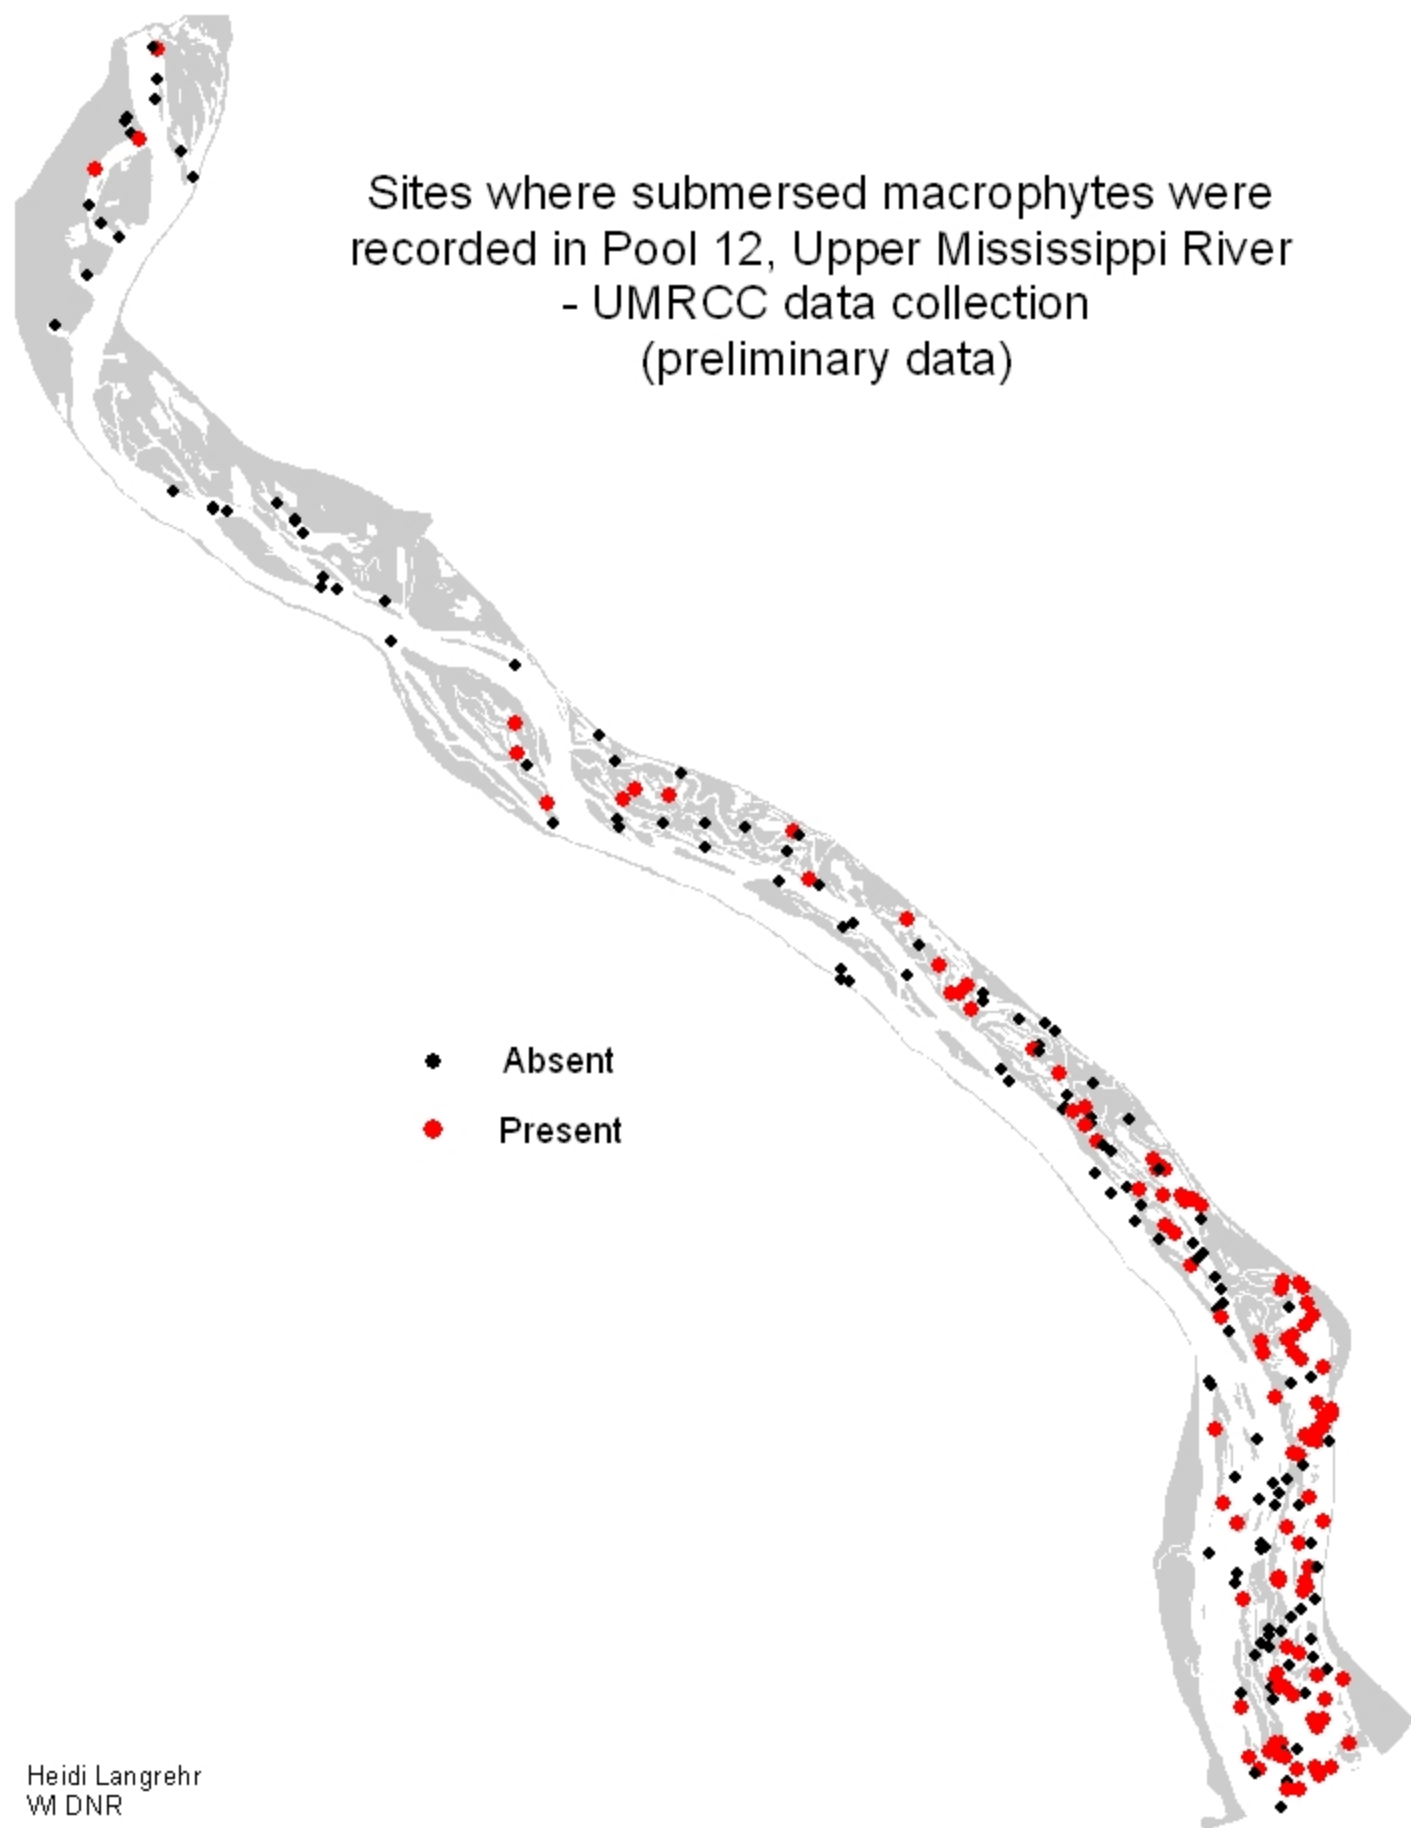 Sites where submersed macrophytes were
recorded in Pool 12, Upper Mississippi River
- UMRCC data collection
(preliminary data)
Absent
Present
Heidi Langrehr
WI DNR